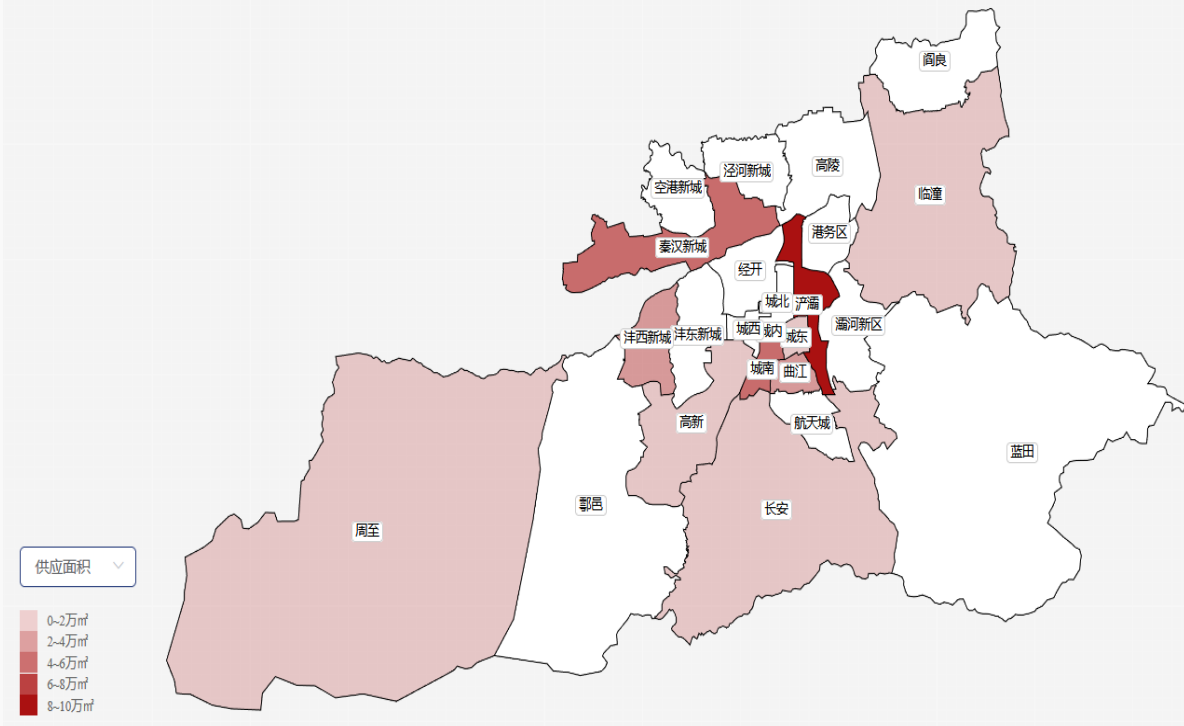 阎良
高陵
泾河新城
空港新城
临潼
港务区
秦汉新城
经开
城北
浐灞
灞河新区
沣西新城
沣东新城
城西
城内
城东
城南
曲江
高新
航天城
蓝田
鄠邑
长安
周至
供应面积
0~2万㎡
2~4万㎡
4~6万㎡
6~8万㎡
8~10万㎡